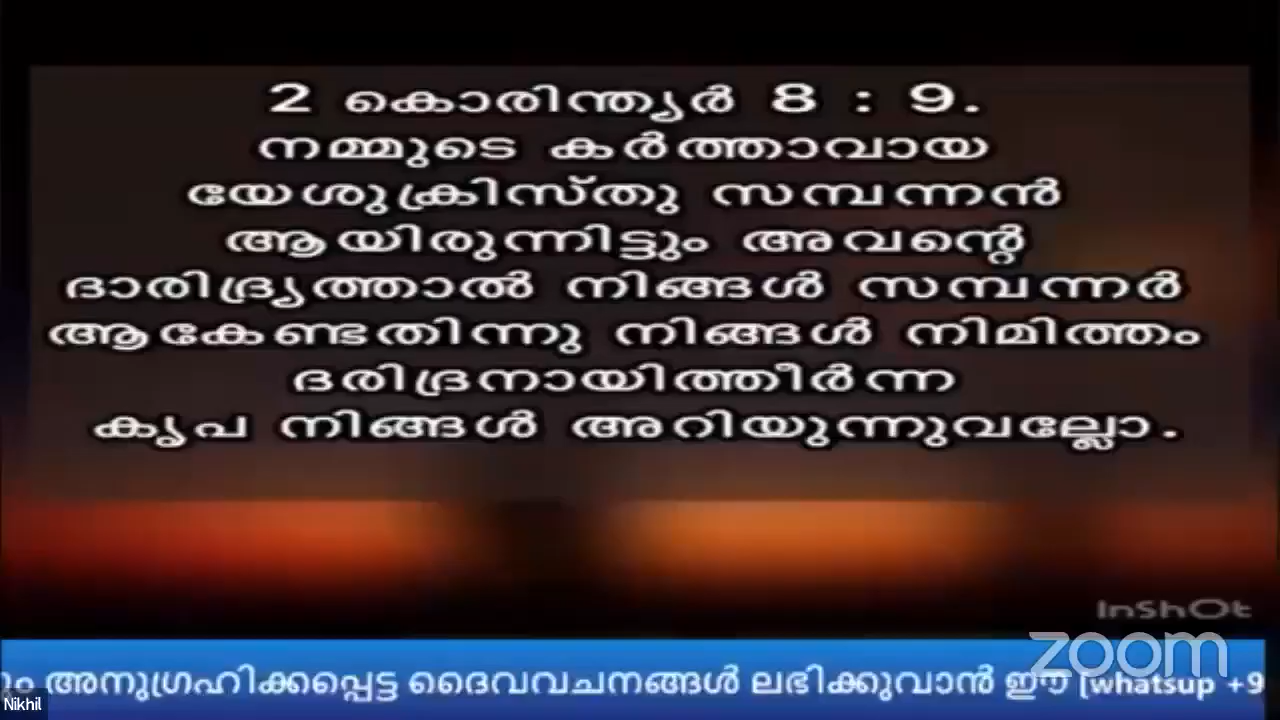 2 കൊരിന്ത്യർ 8 : 9.
നമ്മുടെ കർത്താവായ
യേശുക്രിസ്തു സമ്പന്നൻ
ആയിരുന്നിട്ടും അവന്റെ
ദാരിദ്ര്യത്താൽ നിങ്ങൾ സമ്പന്നർ
ആകേണ്ടതിന്നു നിങ്ങൾ നിമിത്തം
ദരിദ്രനായിത്തീർന്ന
കൃപ നിങ്ങൾ അറിയുന്നുവല്ലോ.
InShOt
zoom
അനുഗ്രഹിക്കപ്പെട്ട ദൈവവചനങ്ങൾ ലഭിക്കുവാൻ ഈ [whatsup +9
Nikhil